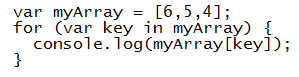 var myArray = [6,5,4];
for (var key in myArray) {
  console.log(myArray[key]);
}